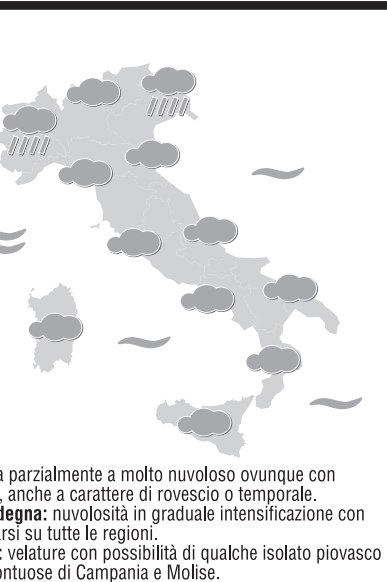 a parzialmente a molto nuvoloso ovunque con
, anche a carattere di rovescio o temporale.
degna: nuvolosità in graduale intensificazione con
arsi su tutte le regioni.
: velature con possibilità di qualche isolato piovasco
ontuose di Campania e Molise.